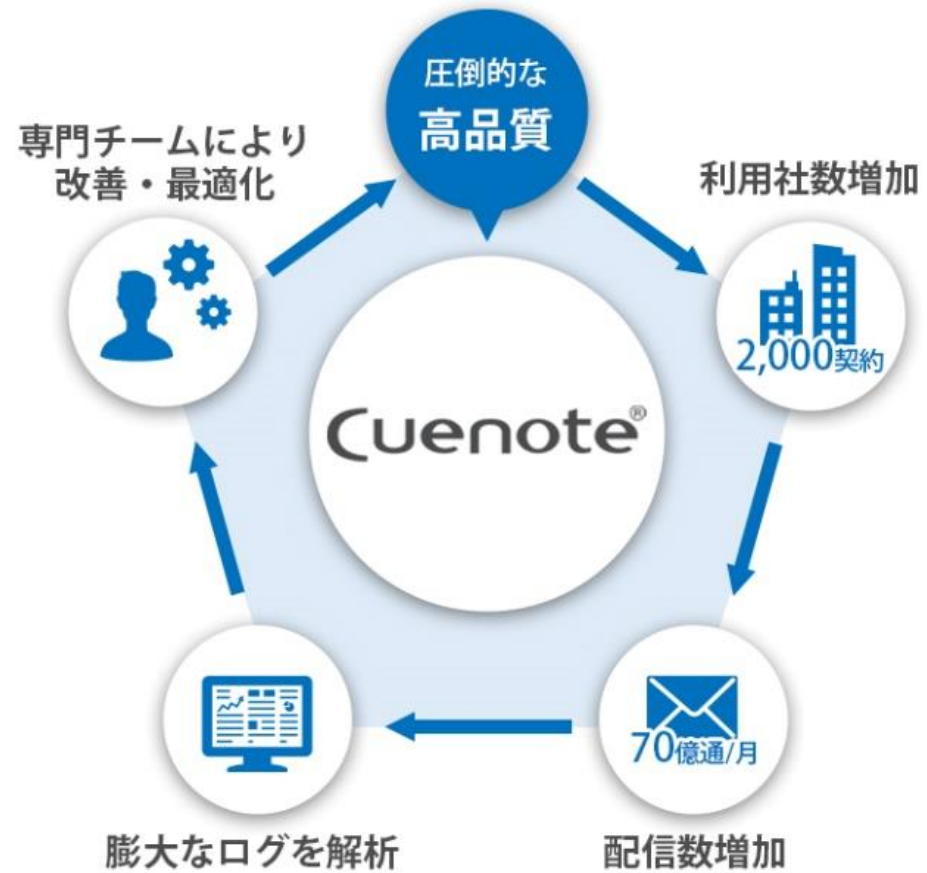 圧倒的な
高品質
専門チームにより
改善・最適化
利用社数増加
2,000契約
Cuenote®
70億通/月
膨大なログを解析
配信数増加